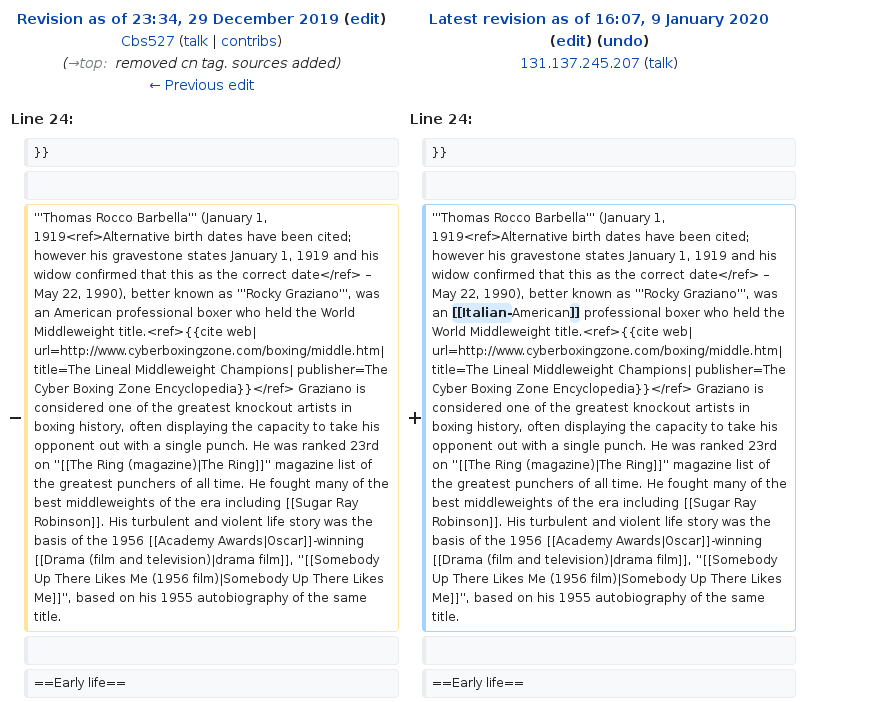 Revision as of 23:34, 29 December 2019 (edit)
Cbs527 (talk | contribs)
(→top: removed cn tag. sources added)
← Previous edit
Latest revision as of 16:07, 9 January 2020
(edit) (undo)
131.137.245.207 (talk)
Line 24:
Line 24:
}}
}}
−
'''Thomas Rocco Barbella''' (January 1,
1919<ref>Alternative birth dates have been cited;
however his gravestone states January 1, 1919 and his
widow confirmed that this as the correct date</ref> –
May 22, 1990), better known as '''Rocky Graziano''', was
an American professional boxer who held the World
Middleweight title.<ref>{{cite web|
url=http://www.cyberboxingzone.com/boxing/middle.htm|
title=The Lineal Middleweight Champions| publisher=The
Cyber Boxing Zone Encyclopedia}}</ref> Graziano is
considered one of the greatest knockout artists in
boxing history, often displaying the capacity to take his
opponent out with a single punch. He was ranked 23rd
on ''[[The Ring (magazine)|The Ring]]'' magazine list of
the greatest punchers of all time. He fought many of the
best middleweights of the era including [[Sugar Ray
Robinson]]. His turbulent and violent life story was the
basis of the 1956 [[Academy Awards|Oscar]]-winning
[[Drama (film and television)|drama film]], ''[[Somebody
Up There Likes Me (1956 film)|Somebody Up There Likes
Me]]'', based on his 1955 autobiography of the same
title.
+
'''Thomas Rocco Barbella''' (January 1,
1919<ref>Alternative birth dates have been cited;
however his gravestone states January 1, 1919 and his
widow confirmed that this as the correct date</ref> –
May 22, 1990), better known as '''Rocky Graziano''', was
an [[Italian-American]] professional boxer who held the
World Middleweight title.<ref>{{cite web|
url=http://www.cyberboxingzone.com/boxing/middle.htm|
title=The Lineal Middleweight Champions| publisher=The
Cyber Boxing Zone Encyclopedia}}</ref> Graziano is
considered one of the greatest knockout artists in
boxing history, often displaying the capacity to take his
opponent out with a single punch. He was ranked 23rd
on ''[[The Ring (magazine)|The Ring]]'' magazine list of
the greatest punchers of all time. He fought many of the
best middleweights of the era including [[Sugar Ray
Robinson]]. His turbulent and violent life story was the
basis of the 1956 [[Academy Awards|Oscar]]-winning
[[Drama (film and television)|drama film]], ''[[Somebody
Up There Likes Me (1956 film)|Somebody Up There Likes
Me]]'', based on his 1955 autobiography of the same
title.
==Early life==
==Early life==